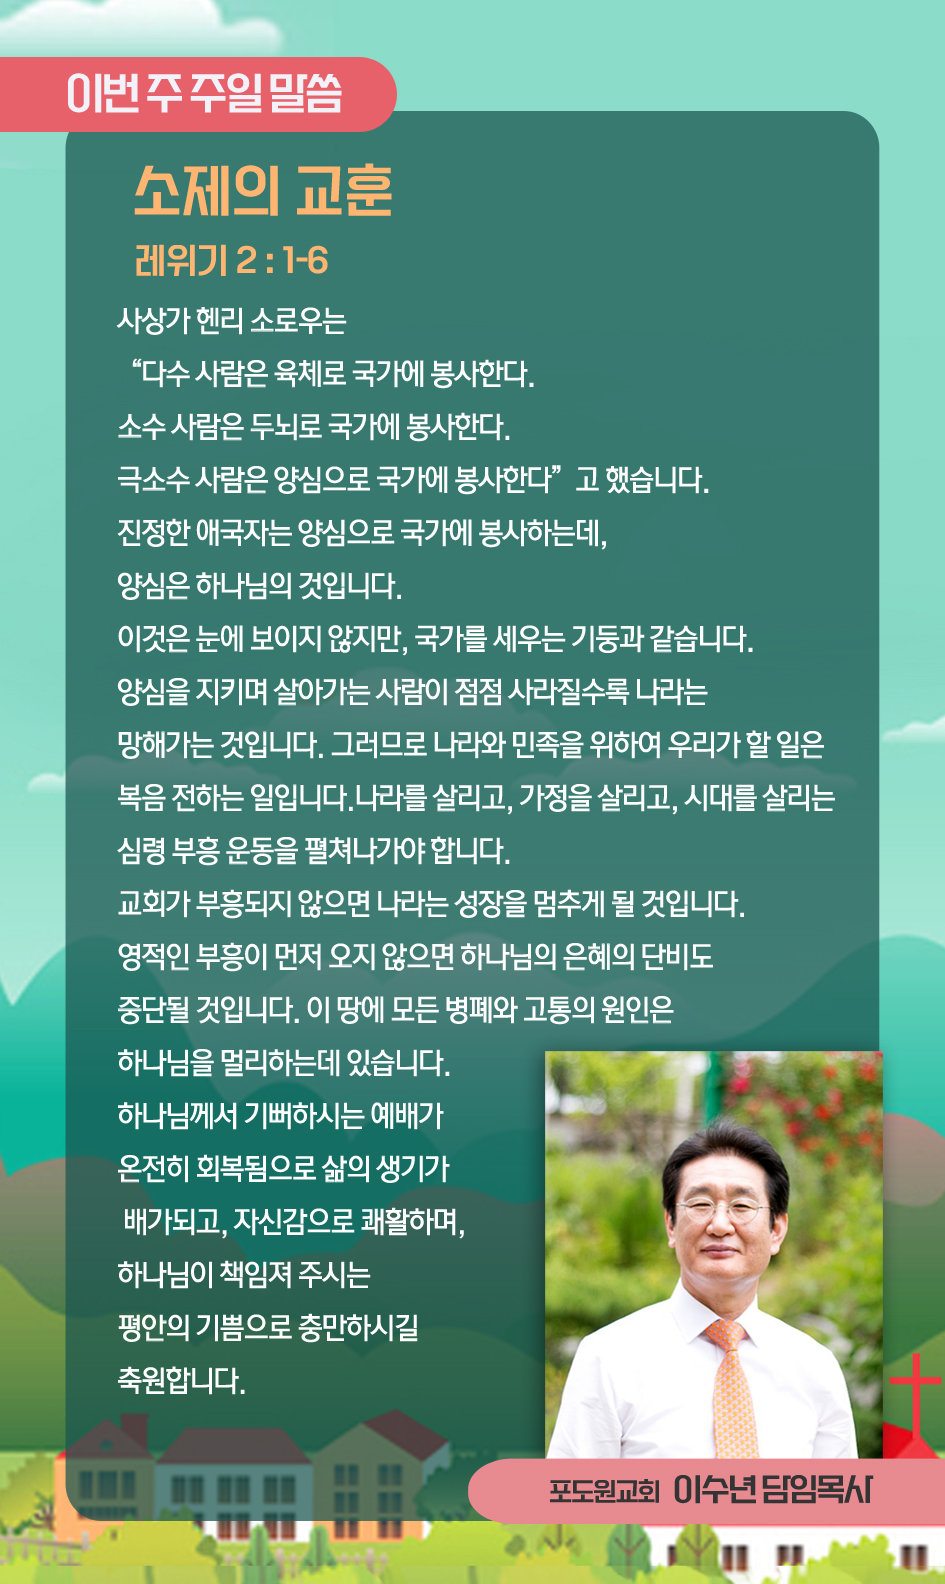 이번 주 주일 말씀
소제의 교훈
레위기 2 : 1-6
사상가 헨리 소로우는
“다수 사람은 육체로 국가에 봉사한다.
소수 사람은 두뇌로 국가에 봉사한다.
극소수 사람은 양심으로 국가에 봉사한다” 고 했습니다.
진정한 애국자는 양심으로 국가에 봉사하는데,
양심은 하나님의 것입니다.
이것은 눈에 보이지 않지만, 국가를 세우는 기둥과 같습니다.
양심을 지키며 살아가는 사람이 점점 사라질수록 나라는
망해가는 것입니다. 그러므로 나라와 민족을 위하여 우리가 할 일은
복음 전하는 일입니다.나라를 살리고, 가정을 살리고, 시대를 살리는
심령 부흥 운동을 펼쳐나가야 합니다.
교회가 부흥되지 않으면 나라는 성장을 멈추게 될 것입니다.
영적인 부흥이 먼저 오지 않으면 하나님의 은혜의 단비도
중단될 것입니다. 이 땅에 모든 병폐와 고통의 원인은
하나님을 멀리하는데 있습니다.
하나님께서 기뻐하시는 예배가
온전히 회복됨으로 삶의 생기가
배가되고, 자신감으로 쾌활하며,
하나님이 책임져 주시는
평안의 기쁨으로 충만하시길
축원합니다.
포도원교회 이수년 담임목사